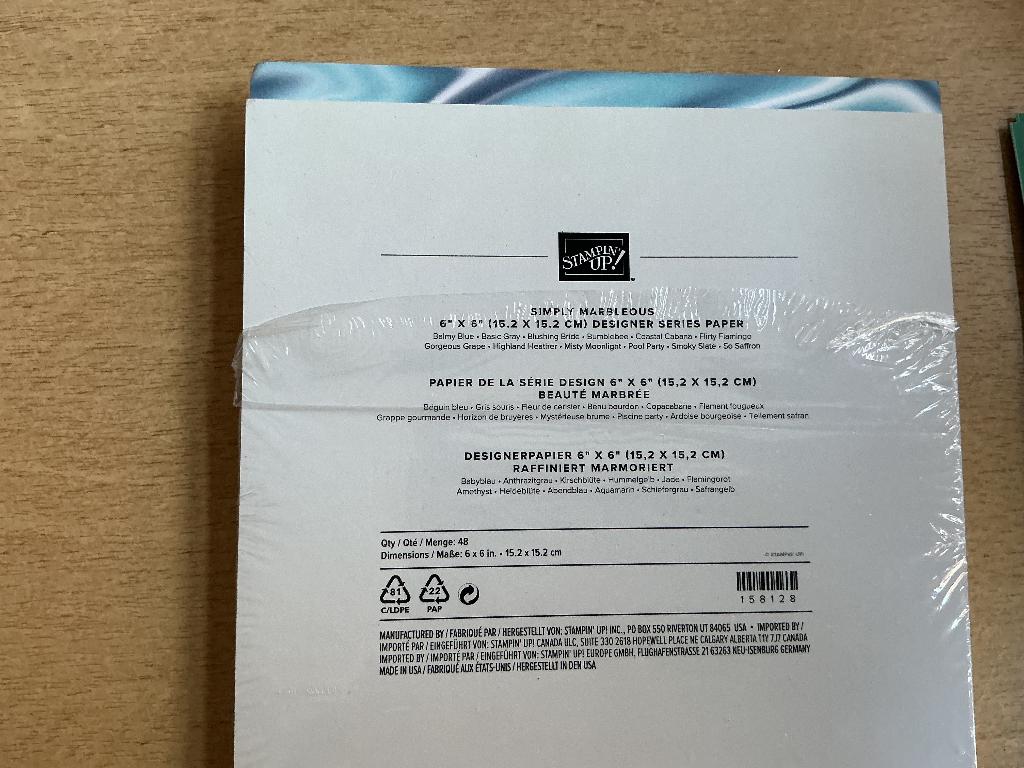 STAMPIN' UP!
SIMPLY MARBLEOUS
6" X 6" (15.2 X 15.2 CM) DESIGNER SERIES PAPER
Balmy Blue • Basic Gray • Blushing Bride • Bumblebee • Coastal Cabana • Flirty Flamingo
Gorgeous Grape • Highland Heather • Misty Moonlight • Pool Party • Smoky Slate • So Saffron
PAPIER DE LA SÉRIE DESIGN 6" X 6" (15,2 X 15,2 CM)
BEAUTÉ MARBRÉE
Béguin bleu • Gris souris • Fleur de cerisier • Beau bourdon • Copacabana • Flamant fougueux
Grappe gourmande • Horizon de bruyères • Mystérieuse brume • Piscine party • Ardoise bourgeoise • Tellement safran
DESIGNERPAPIER 6" X 6" (15,2 X 15,2 CM)
RAFFINIERT MARMORIERT
Babyblau • Anthrazitgrau • Kirschblüte • Hummelgelb • Jade • Flamingorot
Amethyst • Heideblüte • Abendblau • Aquamarin • Schiefergrau • Safrangelb
Qty / Qté / Menge: 48
Dimensions / Maße: 6 x 6 in. • 15.2 x 15.2 cm
© STAMPIN' UP!
81 22
C/LDPE PAP
158128
MANUFACTURED BY / FABRIQUÉ PAR / HERGESTELLT VON: STAMPIN' UP! INC., PO BOX 550 RIVERTON UT 84065 USA • IMPORTED BY /
IMPORTÉ PAR / EINGEFÜHRT VON: STAMPIN' UP! CANADA ULC, SUITE 330 2618 HOPEWELL PLACE NE CALGARY ALBERTA T1Y 7J7 CANADA
IMPORTED BY / IMPORTÉ PAR / EINGEFÜHRT VON: STAMPIN' UP! EUROPE GMBH, FLUGHAFENSTRASSE 21 63263 NEU-ISENBURG GERMANY
MADE IN USA / FABRIQUÉ AUX ÉTATS-UNIS / HERGESTELLT IN DEN USA